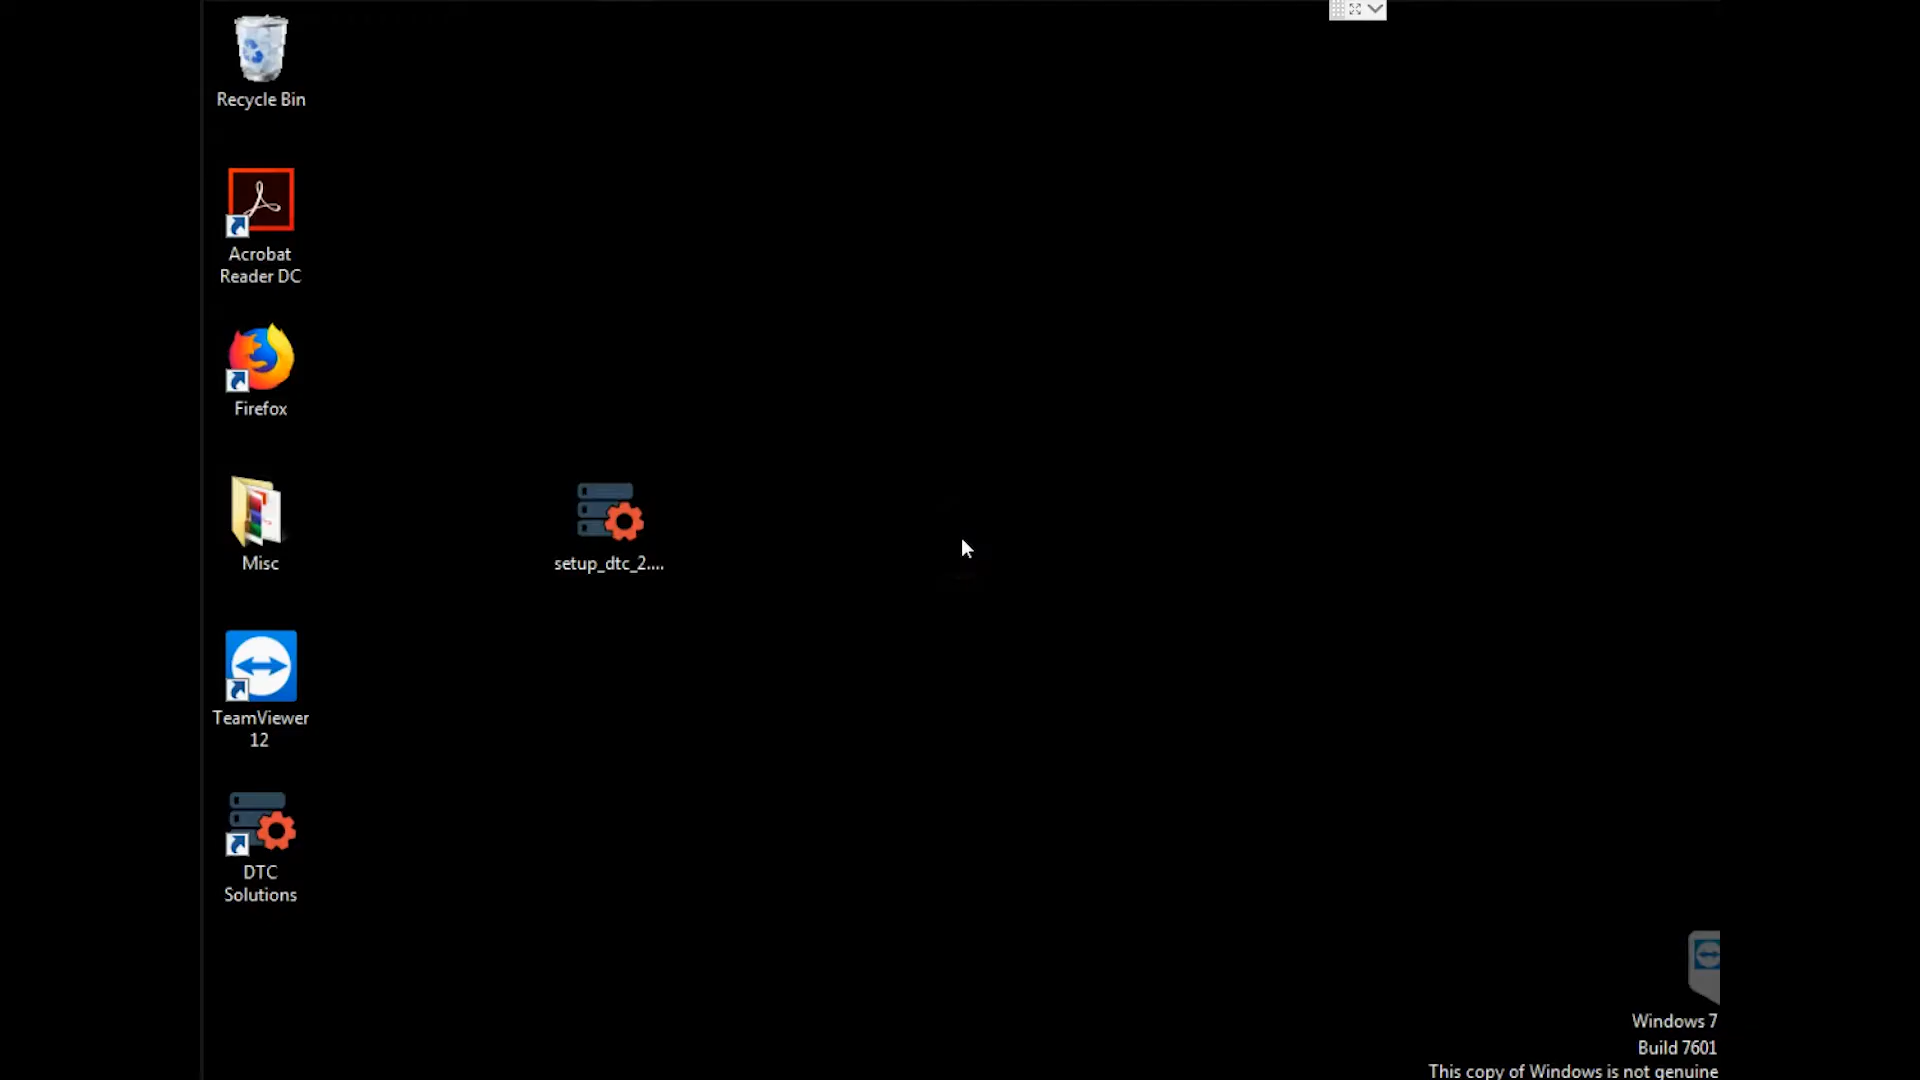 Recycle Bin
Acrobat
Reader DC
Firefox
Misc
setup_dtc_2....
TeamViewer
12
DTC
Solutions
Windows 7
Build 7601
This copy of Windows is not genuine